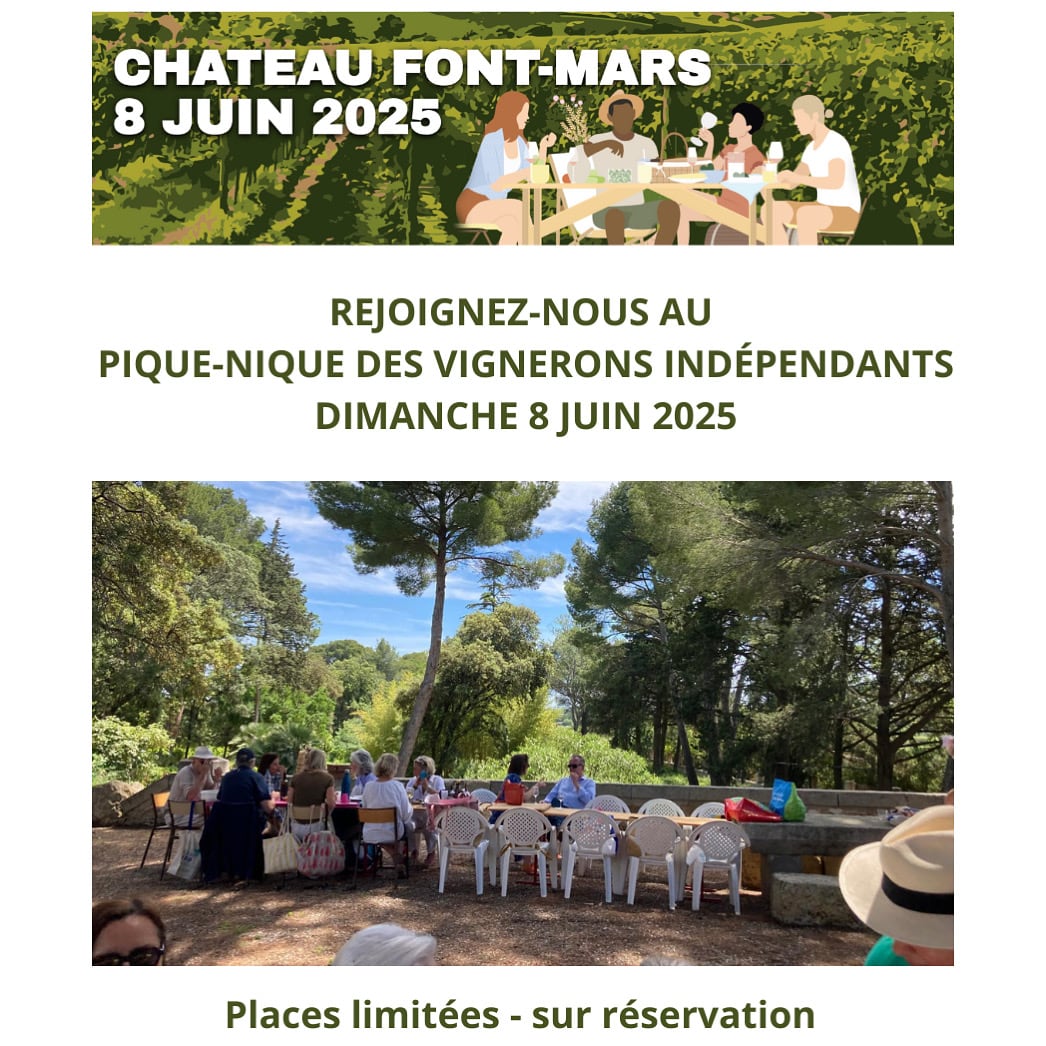 CHATEAU FONT-MARS
8 JUIN 2025
REJOIGNEZ-NOUS AU
PIQUE-NIQUE DES VIGNERONS INDÉPENDANTS
DIMANCHE 8 JUIN 2025
Places limitées - sur réservation